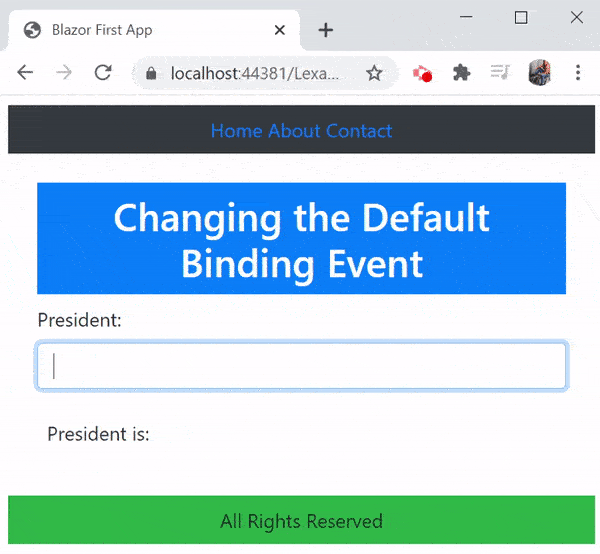 Blazor First App
localhost:44381/Lexa...
Home About Contact
Changing the Default
Binding Event
President:
President is:
All Rights Reserved